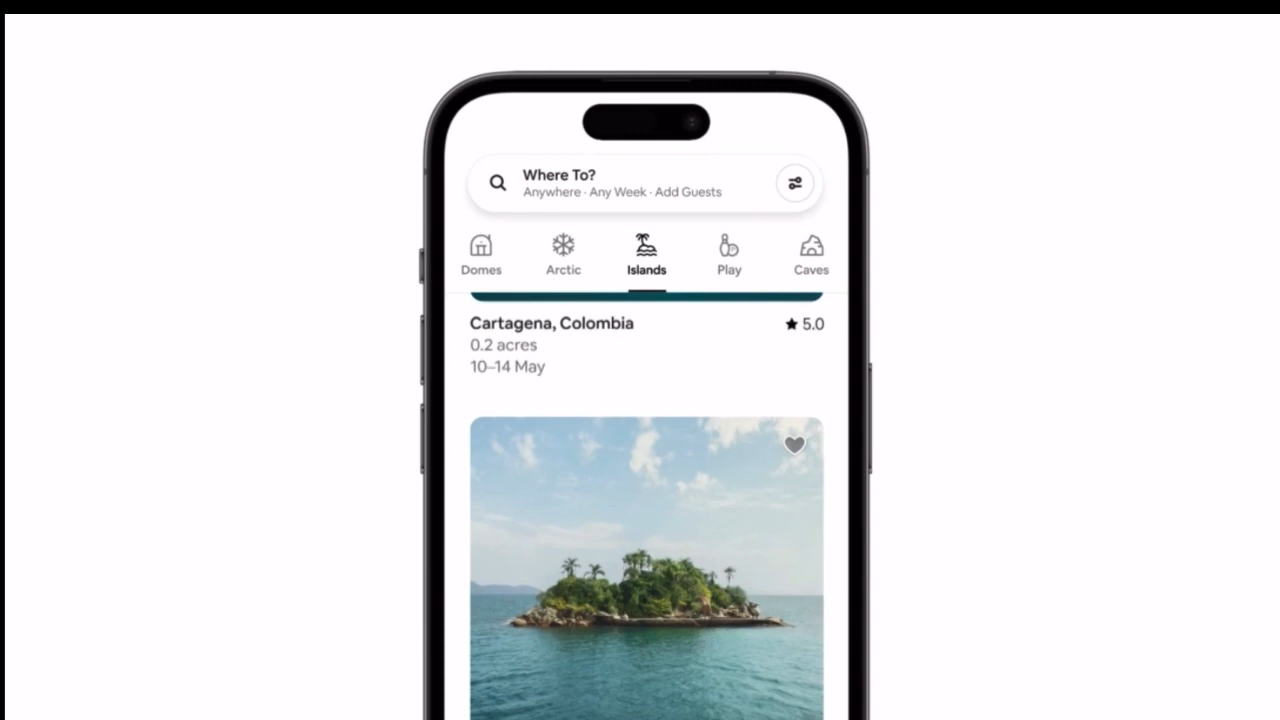 Where To?
Anywhere · Any Week · Add Guests
Domes
Arctic
Islands
Play
Caves
Cartagena, Colombia
★ 5.0
0.2 acres
10–14 May